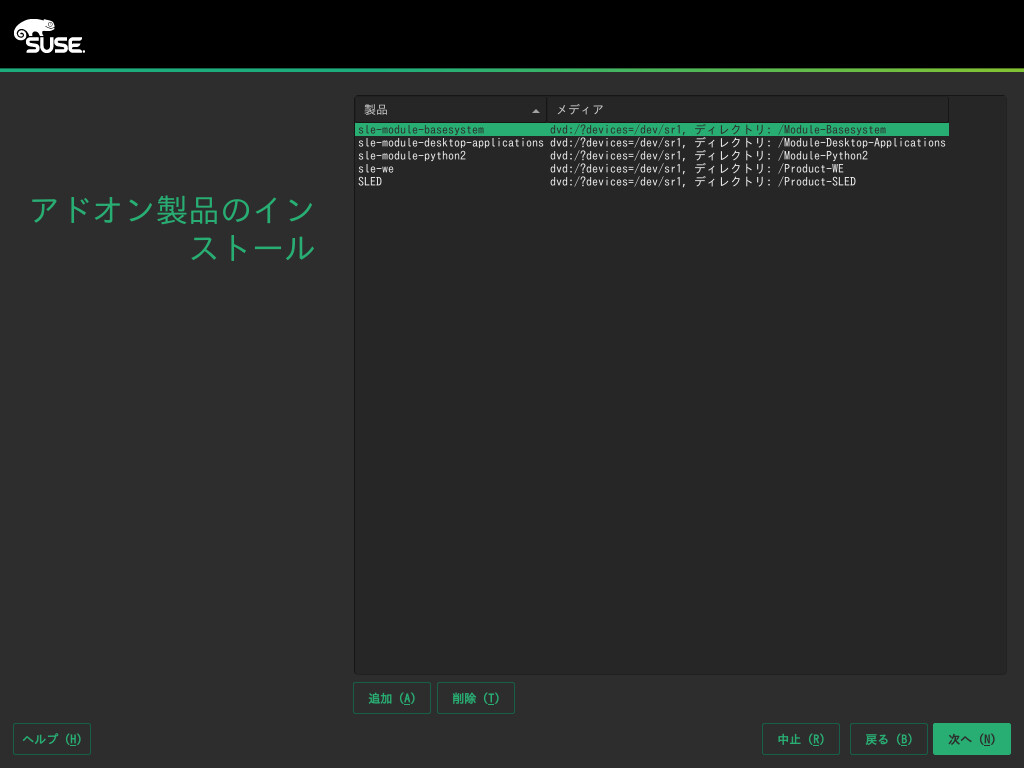 SUSE.
アドオン製品のイン
ストール
製品 メディア
sle-module-basesystem dvd:/?devices=/dev/sr1, ディレクトリ: /Module-Basesystem
sle-module-desktop-applications dvd:/?devices=/dev/sr1, ディレクトリ: /Module-Desktop-Applications
sle-module-python2 dvd:/?devices=/dev/sr1, ディレクトリ: /Module-Python2
sle-we dvd:/?devices=/dev/sr1, ディレクトリ: /Product-WE
SLED dvd:/?devices=/dev/sr1, ディレクトリ: /Product-SLED
追加 (A) 削除 (T)
ヘルプ (H) 中止 (R) 戻る (B) 次へ (N)